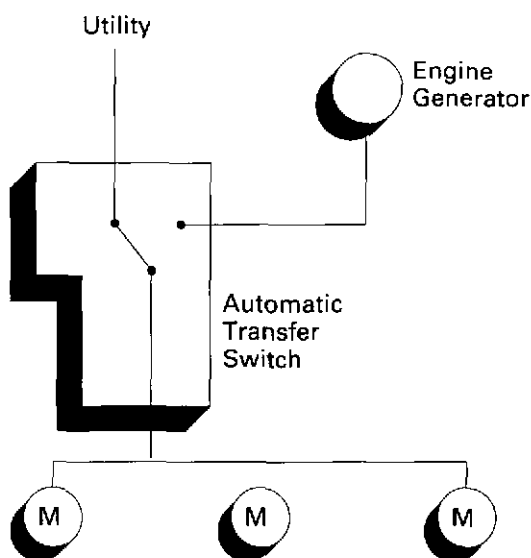 Utility
Engine
Generator
Automatic
Transfer
Switch
M
M
M